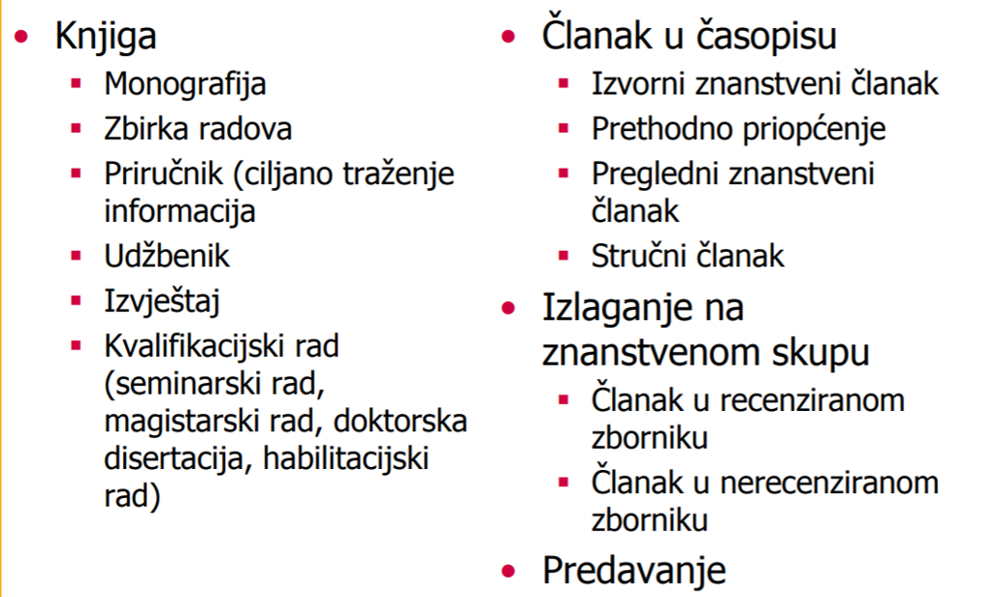 • Knjiga
▪ Monografija
▪ Zbirka radova
▪ Priručnik (ciljano traženje
informacija
▪ Udžbenik
▪ Izvještaj
▪ Kvalifikacijski rad
(seminarski rad,
magistarski rad, doktorska
disertacija, habilitacijski
rad)
• Članak u časopisu
▪ Izvorni znanstveni članak
▪ Prethodno priopćenje
▪ Pregledni znanstveni
članak
▪ Stručni članak
• Izlaganje na
znanstvenom skupu
▪ Članak u recenziranom
zborniku
▪ Članak u nerecenziranom
zborniku
• Predavanje